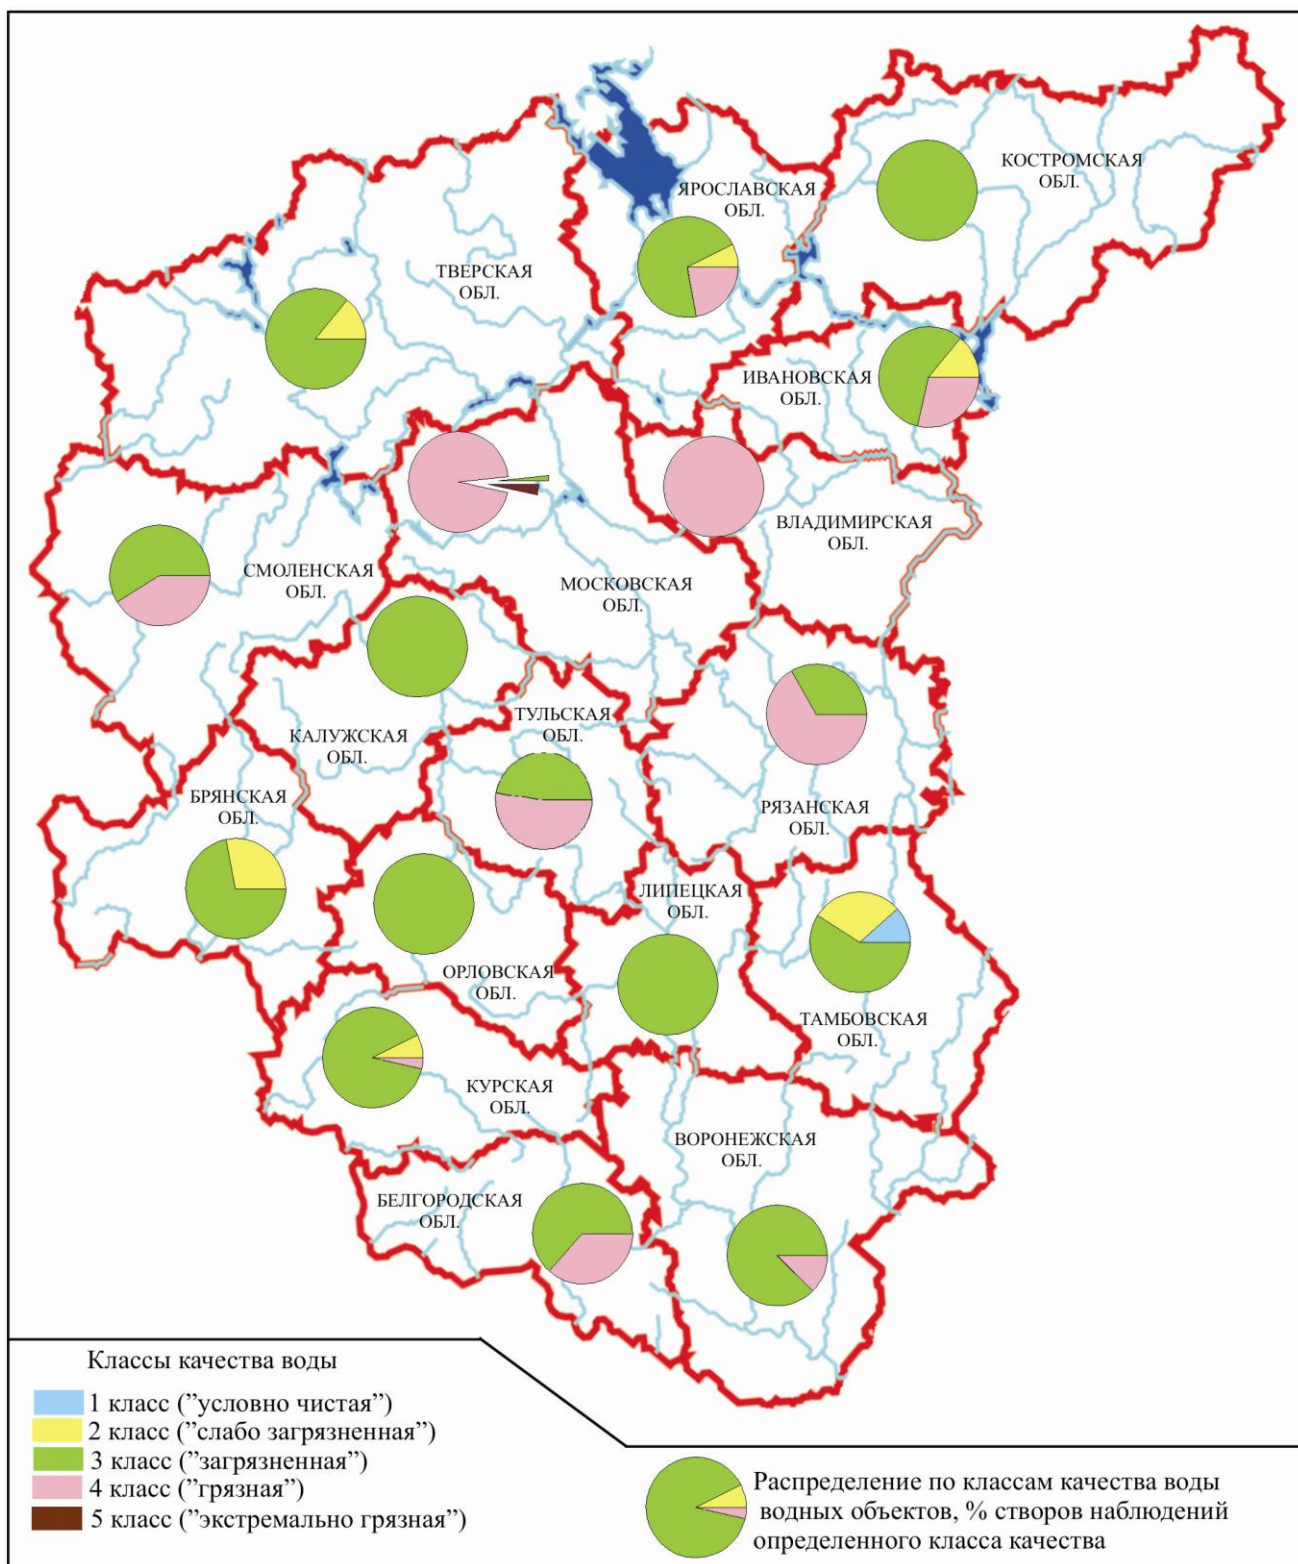 КОСТРОМСКАЯ
ОБЛ.
ЯРОСЛАВСКАЯ
ОБЛ.
ТВЕРСКАЯ
ОБЛ.
ИВАНОВСКАЯ
ОБЛ.
ВЛАДИМИРСКАЯ
ОБЛ.
СМОЛЕНСКАЯ
ОБЛ.
МОСКОВСКАЯ
ОБЛ.
ТУЛЬСКАЯ
ОБЛ.
КАЛУЖСКАЯ
ОБЛ.
БРЯНСКАЯ
ОБЛ.
РЯЗАНСКАЯ
ОБЛ.
ЛИПЕЦКАЯ
ОБЛ.
ОРЛОВСКАЯ
ОБЛ.
ТАМБОВСКАЯ
ОБЛ.
КУРСКАЯ
ОБЛ.
ВОРОНЕЖСКАЯ
ОБЛ.
БЕЛГОРОДСКАЯ
ОБЛ.
Классы качества воды
1 класс (”условно чистая”)
2 класс (”слабо загрязненная”)
3 класс (”загрязненная”)
4 класс (”грязная”)
5 класс (”экстремально грязная”)
Распределение по классам качества воды
водных объектов, % створов наблюдений
определенного класса качества